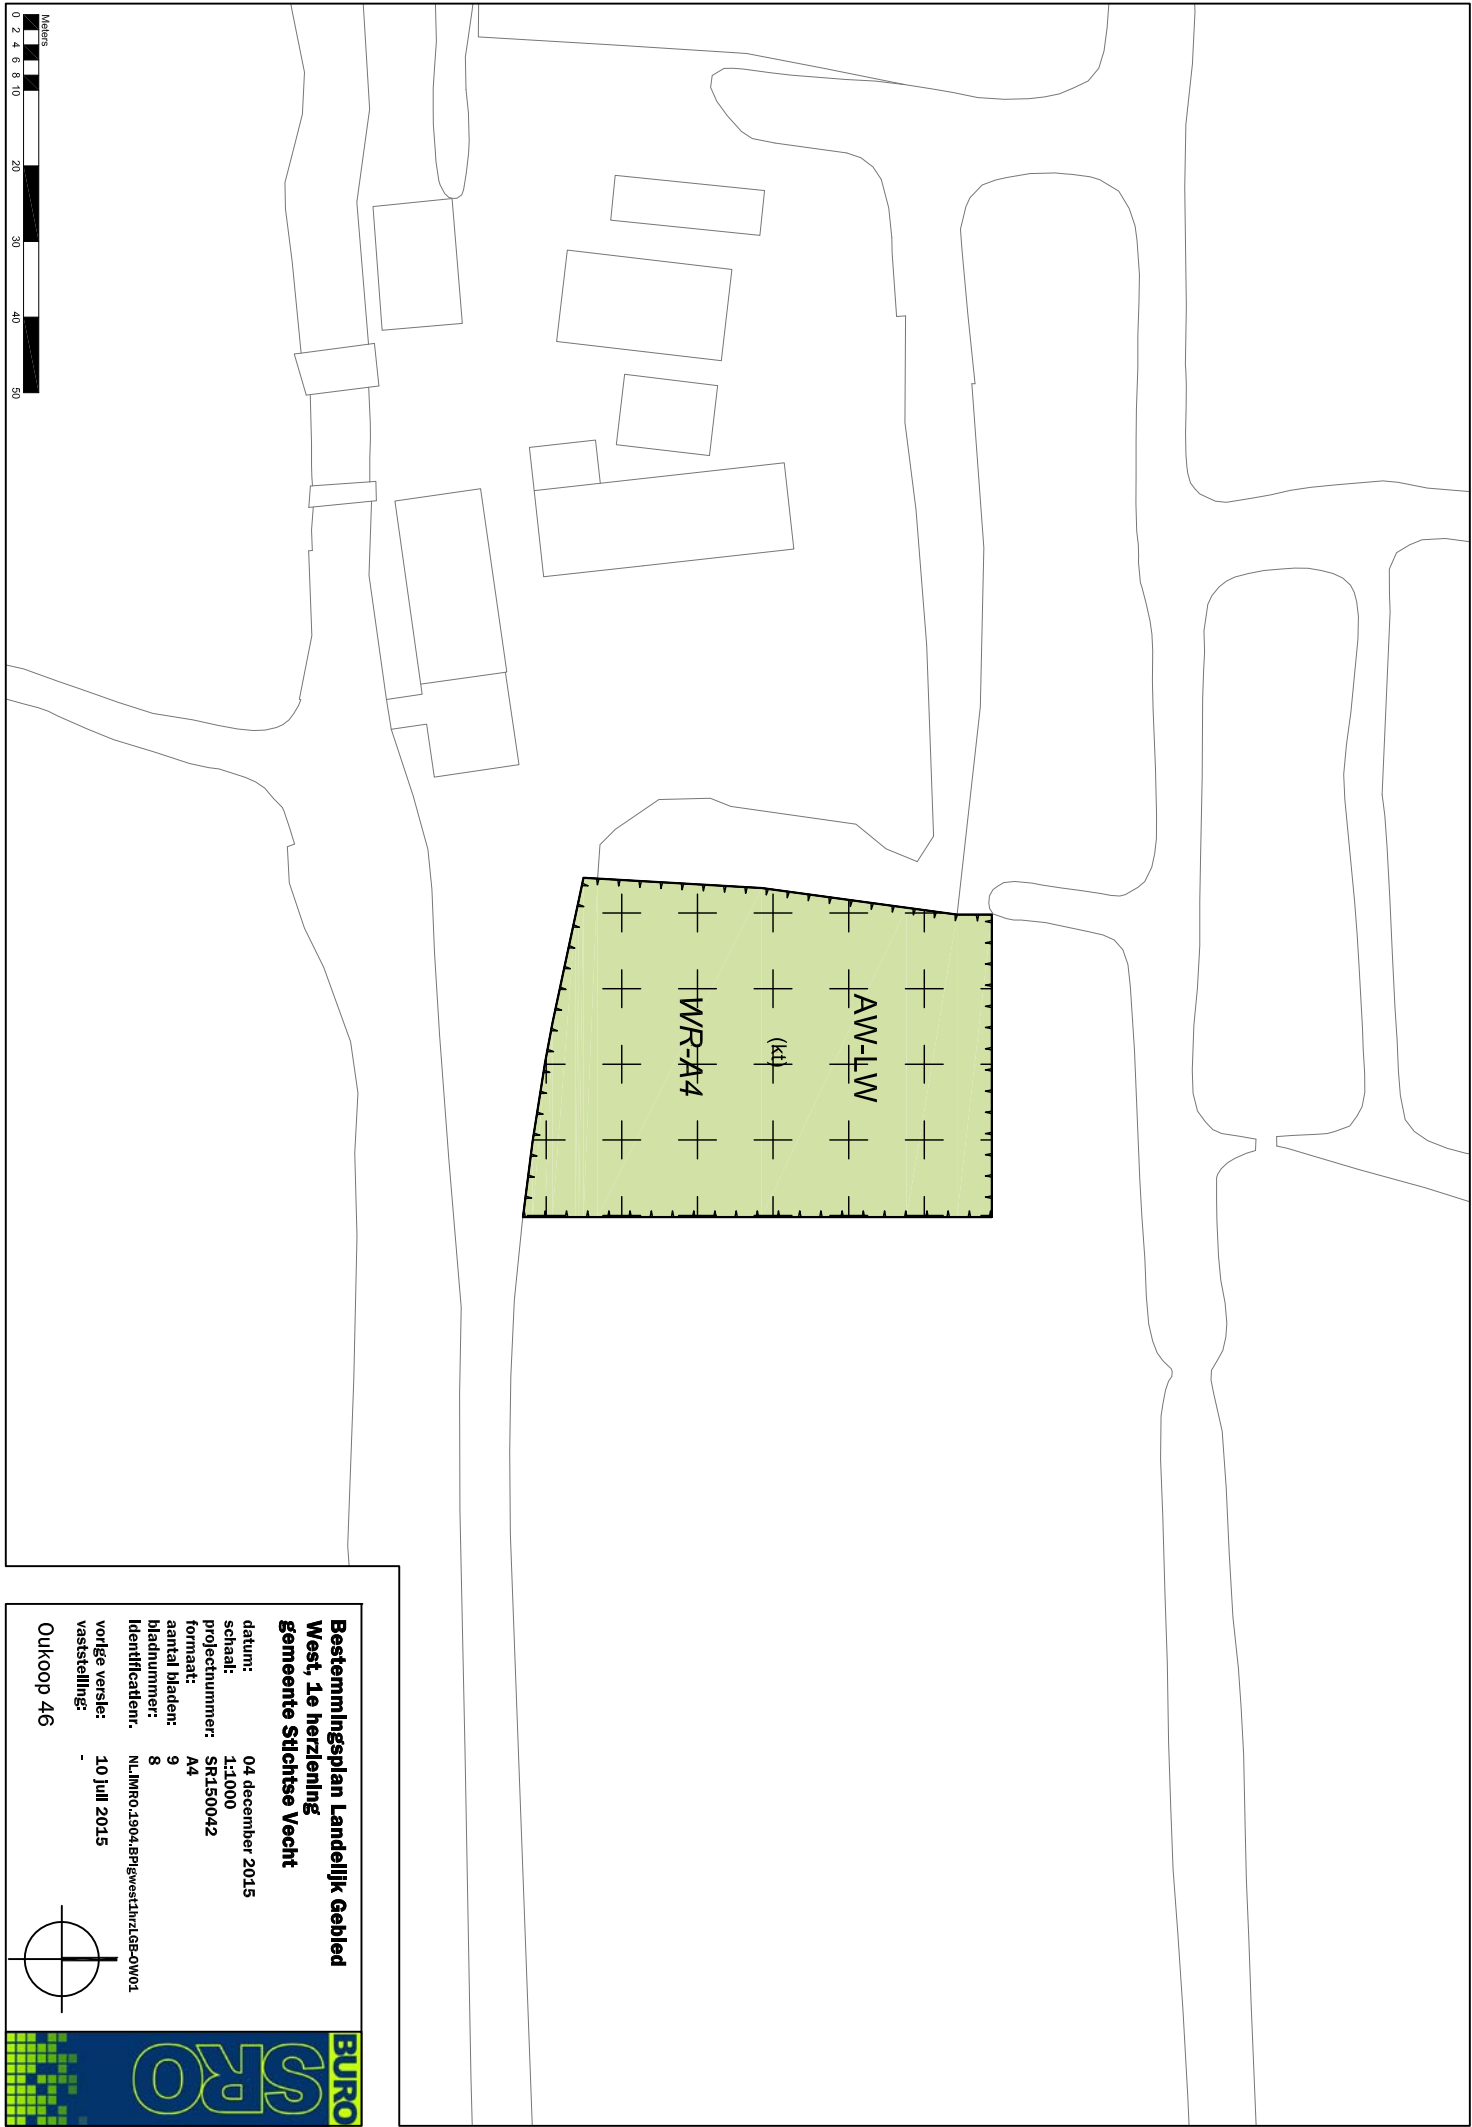 Meters
0 2 4 6 8 10 20 30 40 50
AW-LW
(kt)
WR-A4
Bestemmingsplan Landelijk Gebied
West, 1e herziening
gemeente Stichtse Vecht
datum: 04 december 2015
schaal: 1:1000
projectnummer: SR150042
formaat: A4
aantal bladen: 9
bladnummer: 8
identificatienr. NL.IMRO.1904.BPlgwest1hrzLGB-OW01
vorige versie: 10 juli 2015
vaststelling: -
Oukoop 46
BURO
SRO